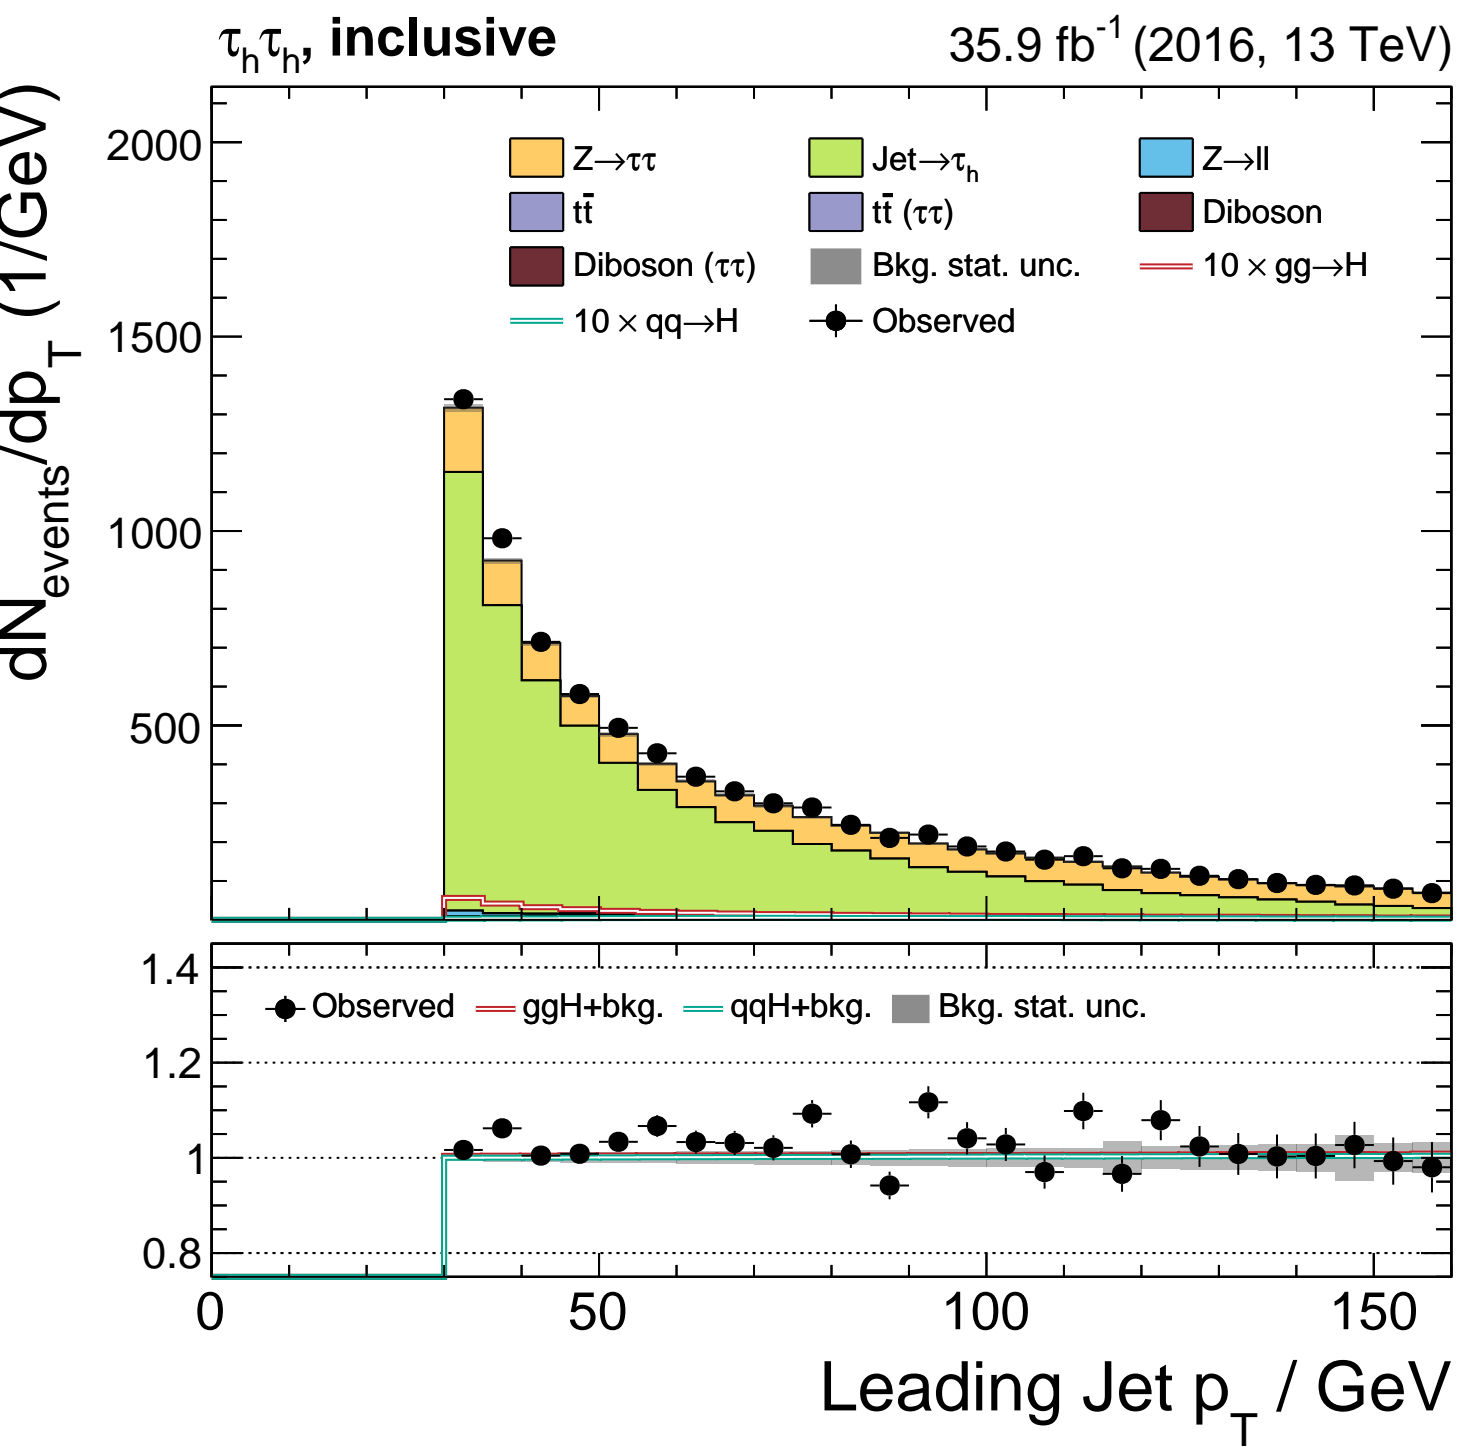 τhτh, inclusive 35.9 fb-1 (2016, 13 TeV)
dNevents/dpT (1/GeV)
2000
1500
1000
500
Z→ττ Jet→τh Z→ll
tt̄ tt̄ (ττ) Diboson
Diboson (ττ) Bkg. stat. unc. 10 × gg→H
10 × qq→H Observed
1.4
1.2
1
0.8
Observed ggH+bkg. qqH+bkg. Bkg. stat. unc.
0 50 100 150
Leading Jet pT / GeV